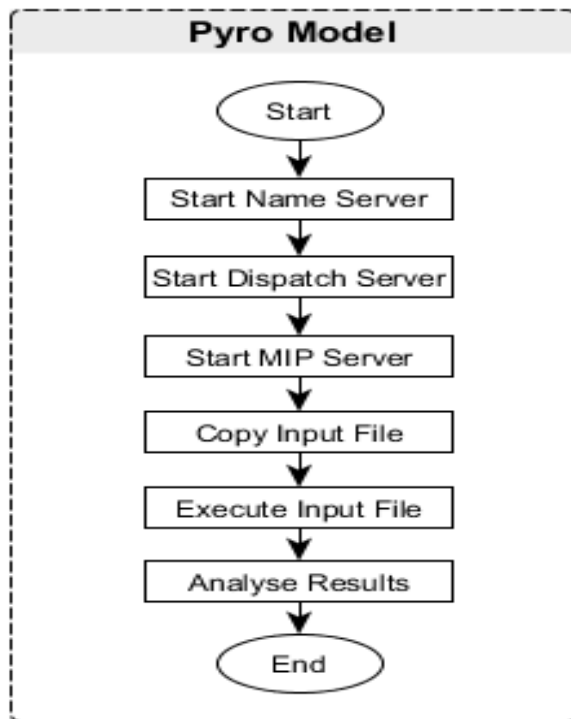 Pyro Model
Start
Start Name Server
Start Dispatch Server
Start MIP Server
Copy Input File
Execute Input File
Analyse Results
End